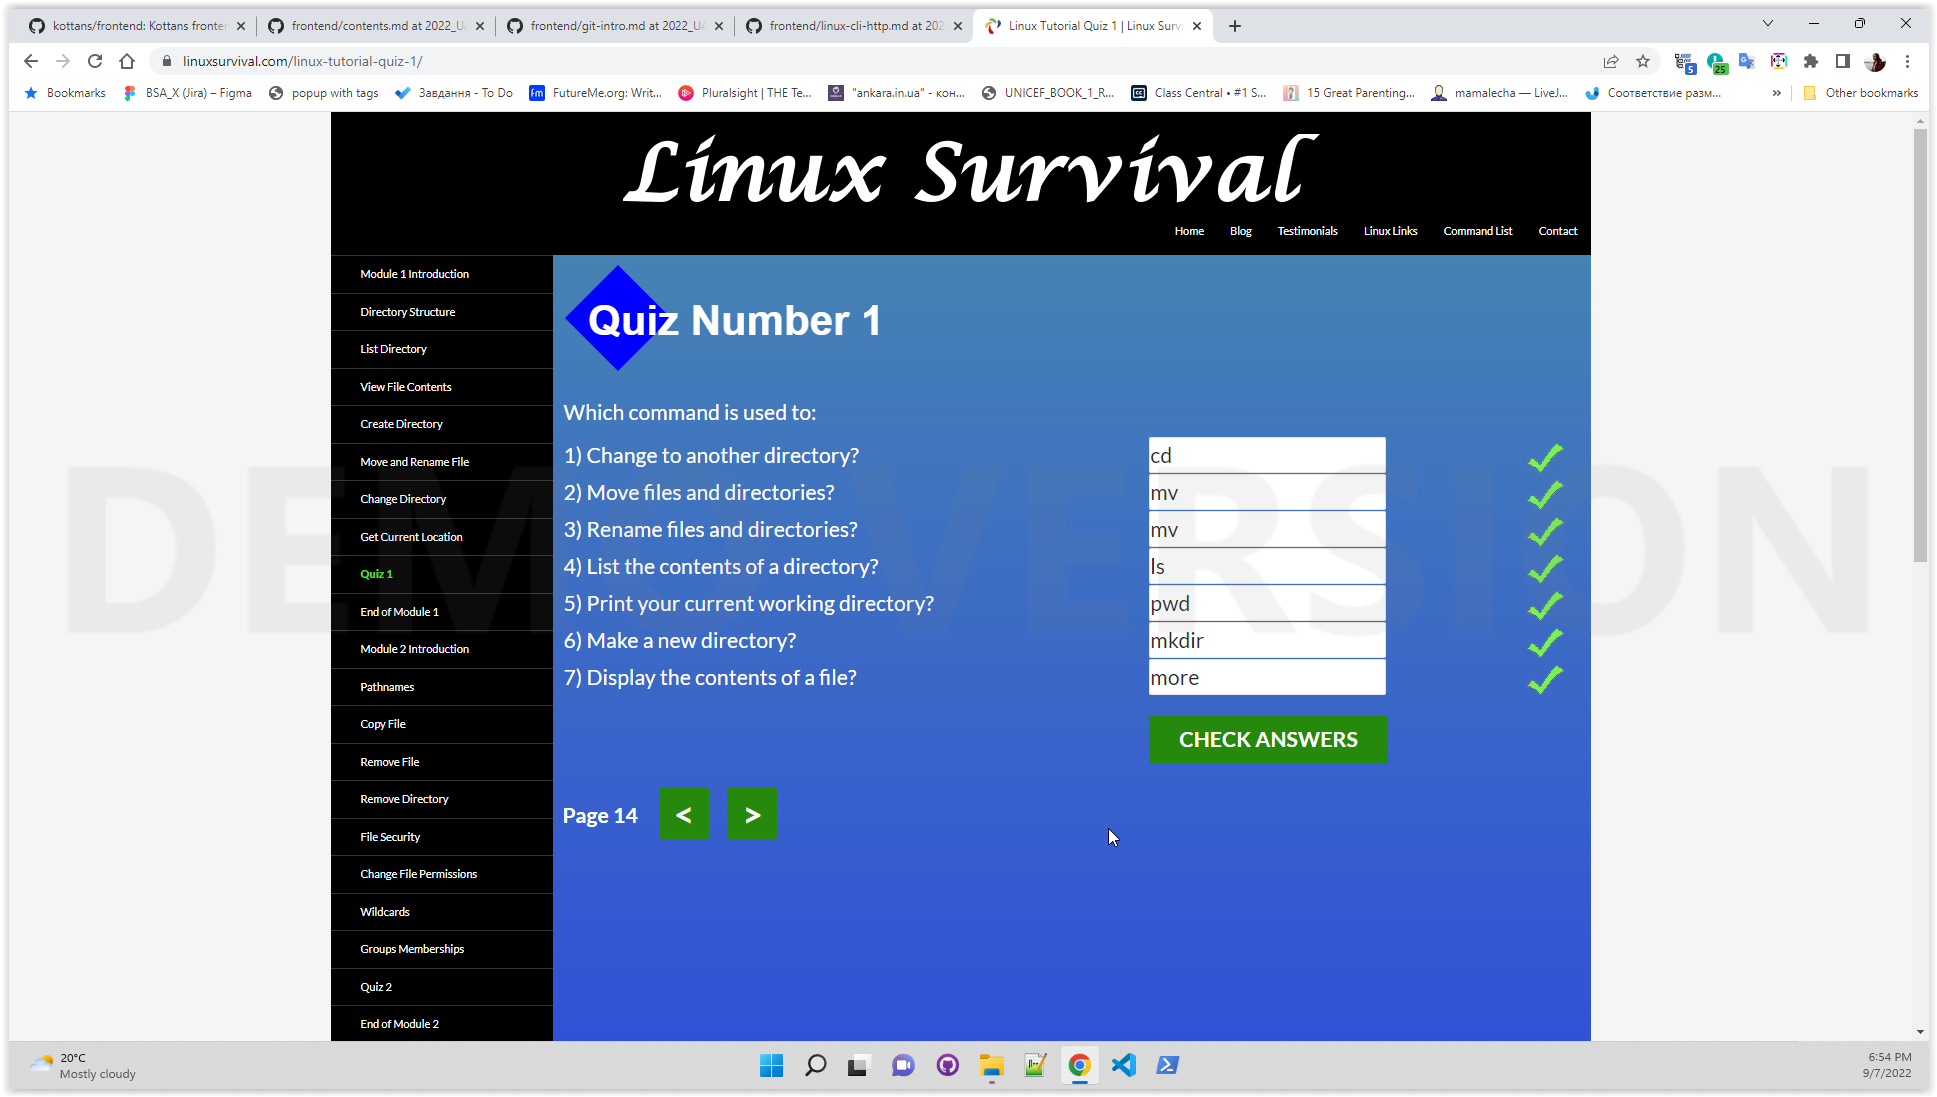 kottans/frontend: Kottans fronter
frontend/contents.md at 2022_U
frontend/git-intro.md at 2022_UA
frontend/linux-cli-http.md at 202
Linux Tutorial Quiz 1 | Linux Surv
linuxsurvival.com/linux-tutorial-quiz-1/
5
25
Bookmarks
BSA_X (Jira) – Figma
popup with tags
Завдання - To Do
fm
FutureMe.org: Writ...
Pluralsight | THE Te...
"ankara.in.ua" - кон...
UNICEF_BOOK_1_R...
Class Central • #1 S...
15 Great Parenting...
mamalecha — LiveJ...
Соответствие разм...
»
Other bookmarks
Linux Survival
Home
Blog
Testimonials
Linux Links
Command List
Contact
Module 1 Introduction
Directory Structure
List Directory
View File Contents
Create Directory
Move and Rename File
Change Directory
Get Current Location
Quiz 1
End of Module 1
Module 2 Introduction
Pathnames
Copy File
Remove File
Remove Directory
File Security
Change File Permissions
Wildcards
Groups Memberships
Quiz 2
End of Module 2
Quiz Number 1
Which command is used to:
1) Change to another directory? cd
2) Move files and directories? mv
3) Rename files and directories? mv
4) List the contents of a directory? ls
5) Print your current working directory? pwd
6) Make a new directory? mkdir
7) Display the contents of a file? more
CHECK ANSWERS
Page 14 < >
DEMO VERSION
20°C
Mostly cloudy
6:54 PM
9/7/2022